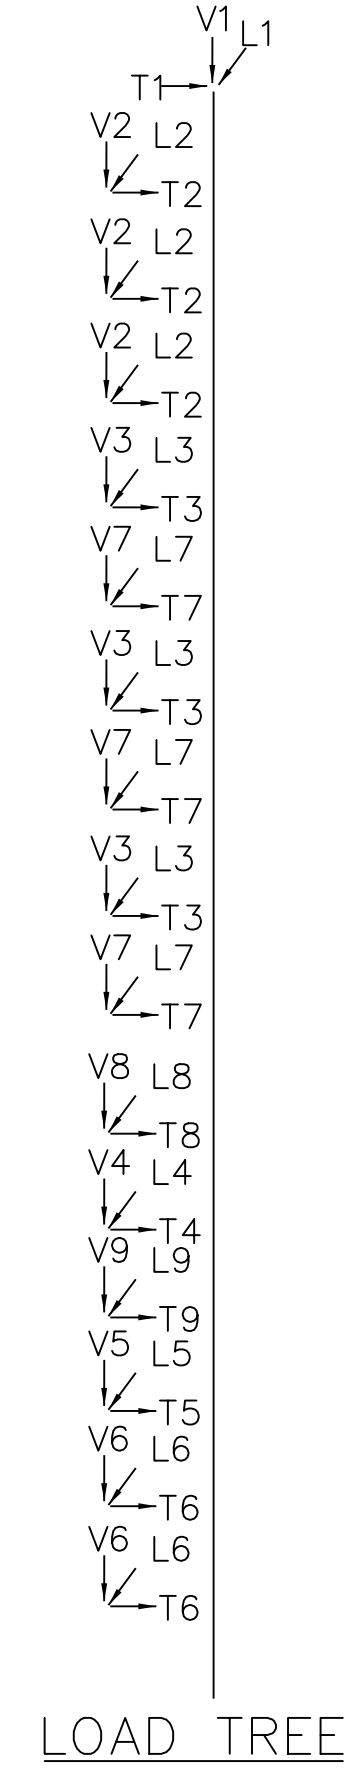 V1
L1
T1
V2 L2
T2
V2 L2
T2
V2 L2
T2
V3 L3
T3
V7 L7
T7
V3 L3
T3
V7 L7
T7
V3 L3
T3
V7 L7
T7
V8 L8
T8
V4 L4
T4
V9 L9
T9
V5 L5
T5
V6 L6
T6
V6 L6
T6
LOAD TREE